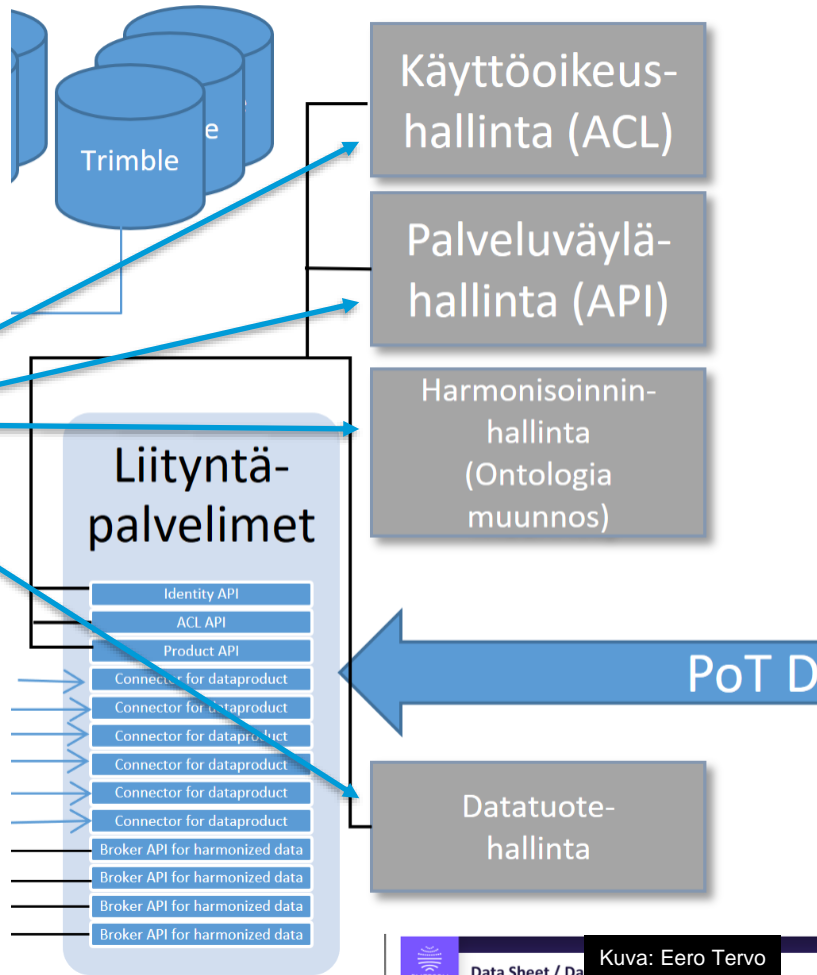 Trimble
e
Käyttöoikeus-
hallinta (ACL)
Palveluväylä-
hallinta (API)
Harmonisoinnin-
hallinta
(Ontologia
muunnos)
Liityntä-
palvelimet
Identity API
ACL API
Product API
Connector for dataproduct
Connector for dataproduct
Connector for dataproduct
Connector for dataproduct
Connector for dataproduct
Connector for dataproduct
Broker API for harmonized data
Broker API for harmonized data
Broker API for harmonized data
Broker API for harmonized data
PoT D
Datatuote-
hallinta
Data Sheet / Da
Kuva: Eero Tervo